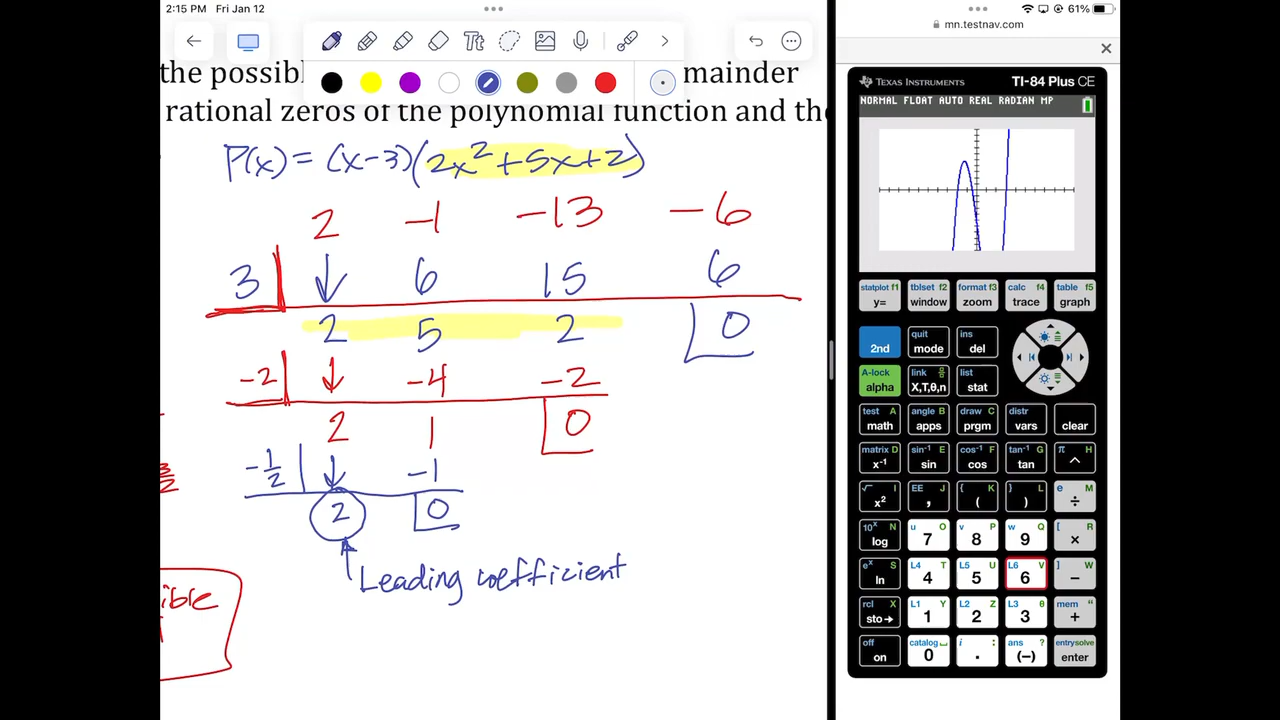 2:15 PM Fri Jan 12
61%
mn.testnav.com
Tt
the possib
mainder
rational zeros of the polynomial function and the
P(x) = (x-3)(2x²+5x+2)
2 -1 -13 -6
3 ↓ 6 15 6
2 5 2 0
-2 ↓ -4 -2
2 1 0
-1/2 ↓ -1
2 0
Leading coefficient
ible
TEXAS INSTRUMENTS TI-84 Plus CE
NORMAL FLOAT AUTO REAL RADIAN MP
statplot f1 tblset f2 format f3 calc f4 table f5
y= window zoom trace graph
quit ins
2nd mode del
A-lock link list
alpha X,T,θ,n stat
test A angle B draw C distr
math apps prgm vars clear
matrix D sin⁻¹ E cos⁻¹ F tan⁻¹ G π H
x⁻¹ sin cos tan ^
√ I EE J { K } L e M
x² , ( ) ÷
10ˣ N u O v P w Q [ R
log 7 8 9 ×
eˣ S L4 T L5 U L6 V ] W
ln 4 5 6 −
rcl X L1 Y L2 Z L3 θ mem "
sto→ 1 2 3 +
off catalog i : ans ? entry solve
on 0 . (−) enter